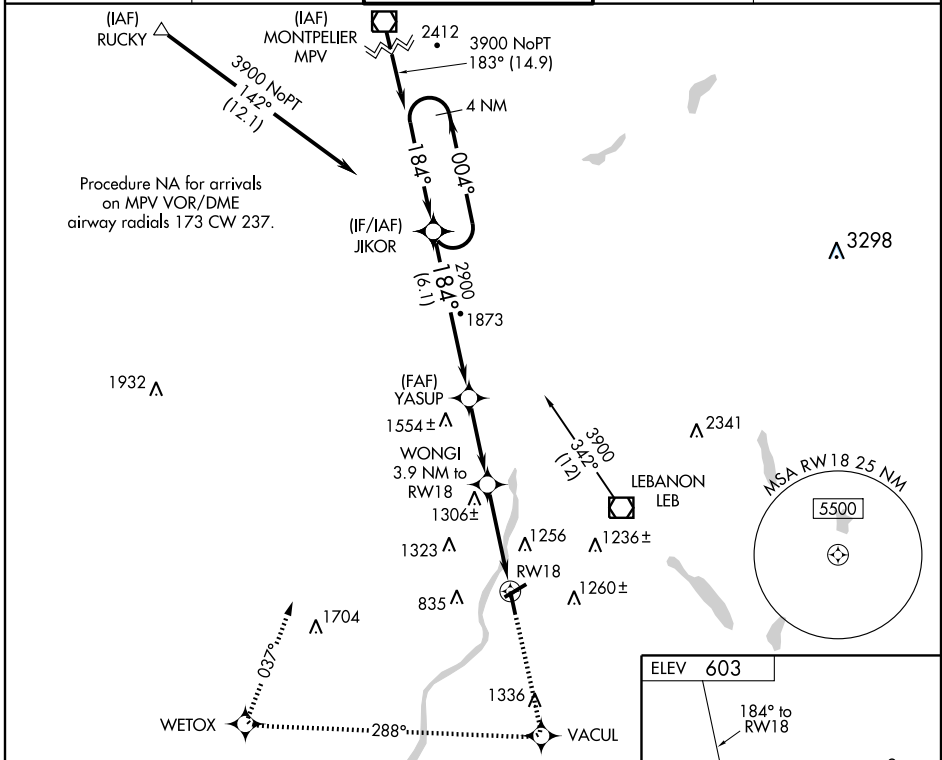 (IAF)
RUCKY
(IAF)
MONTPELIER
MPV
2412
3900 NoPT
183° (14.9)
3900 NoPT
142°
(12.1)
4 NM
184°
004°
Procedure NA for arrivals
on MPV VOR/DME
airway radials 173 CW 237.
(IF/IAF)
JIKOR
3298
2900
184°
(6.1)
1873
1932
(FAF)
YASUP
1554 ±
3900
342°
(12)
2341
WONGI
3.9 NM to
RW18
LEBANON
LEB
MSA RW18 25 NM
5500
1306±
1323
1256
1236 ±
RW18
835
1260 ±
1704
037°
ELEV 603
1336
184° to
RW18
WETOX
288°
VACUL